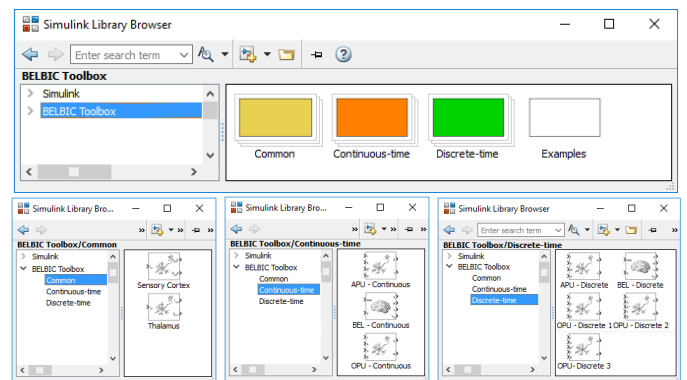 Simulink Library Browser
Enter search term
BELBIC Toolbox
Simulink
BELBIC Toolbox
Common
Continuous-time
Discrete-time
Examples
Simulink Library Bro...
BELBIC Toolbox/Common
Simulink
BELBIC Toolbox
Common
Continuous-time
Discrete-time
Sensory Cortex
Thalamus
Simulink Library Bro...
BELBIC Toolbox/Continuous-time
Simulink
BELBIC Toolbox
Common
Continuous-time
Discrete-time
APU - Continuous
BEL - Continuous
OPU - Continuous
Simulink Library Browser
Enter search term
BELBIC Toolbox/Discrete-time
Simulink
BELBIC Toolbox
Common
Continuous-time
Discrete-time
APU - Discrete BEL - Discrete
OPU - Discrete 1 OPU - Discrete 2
OPU - Discrete 3